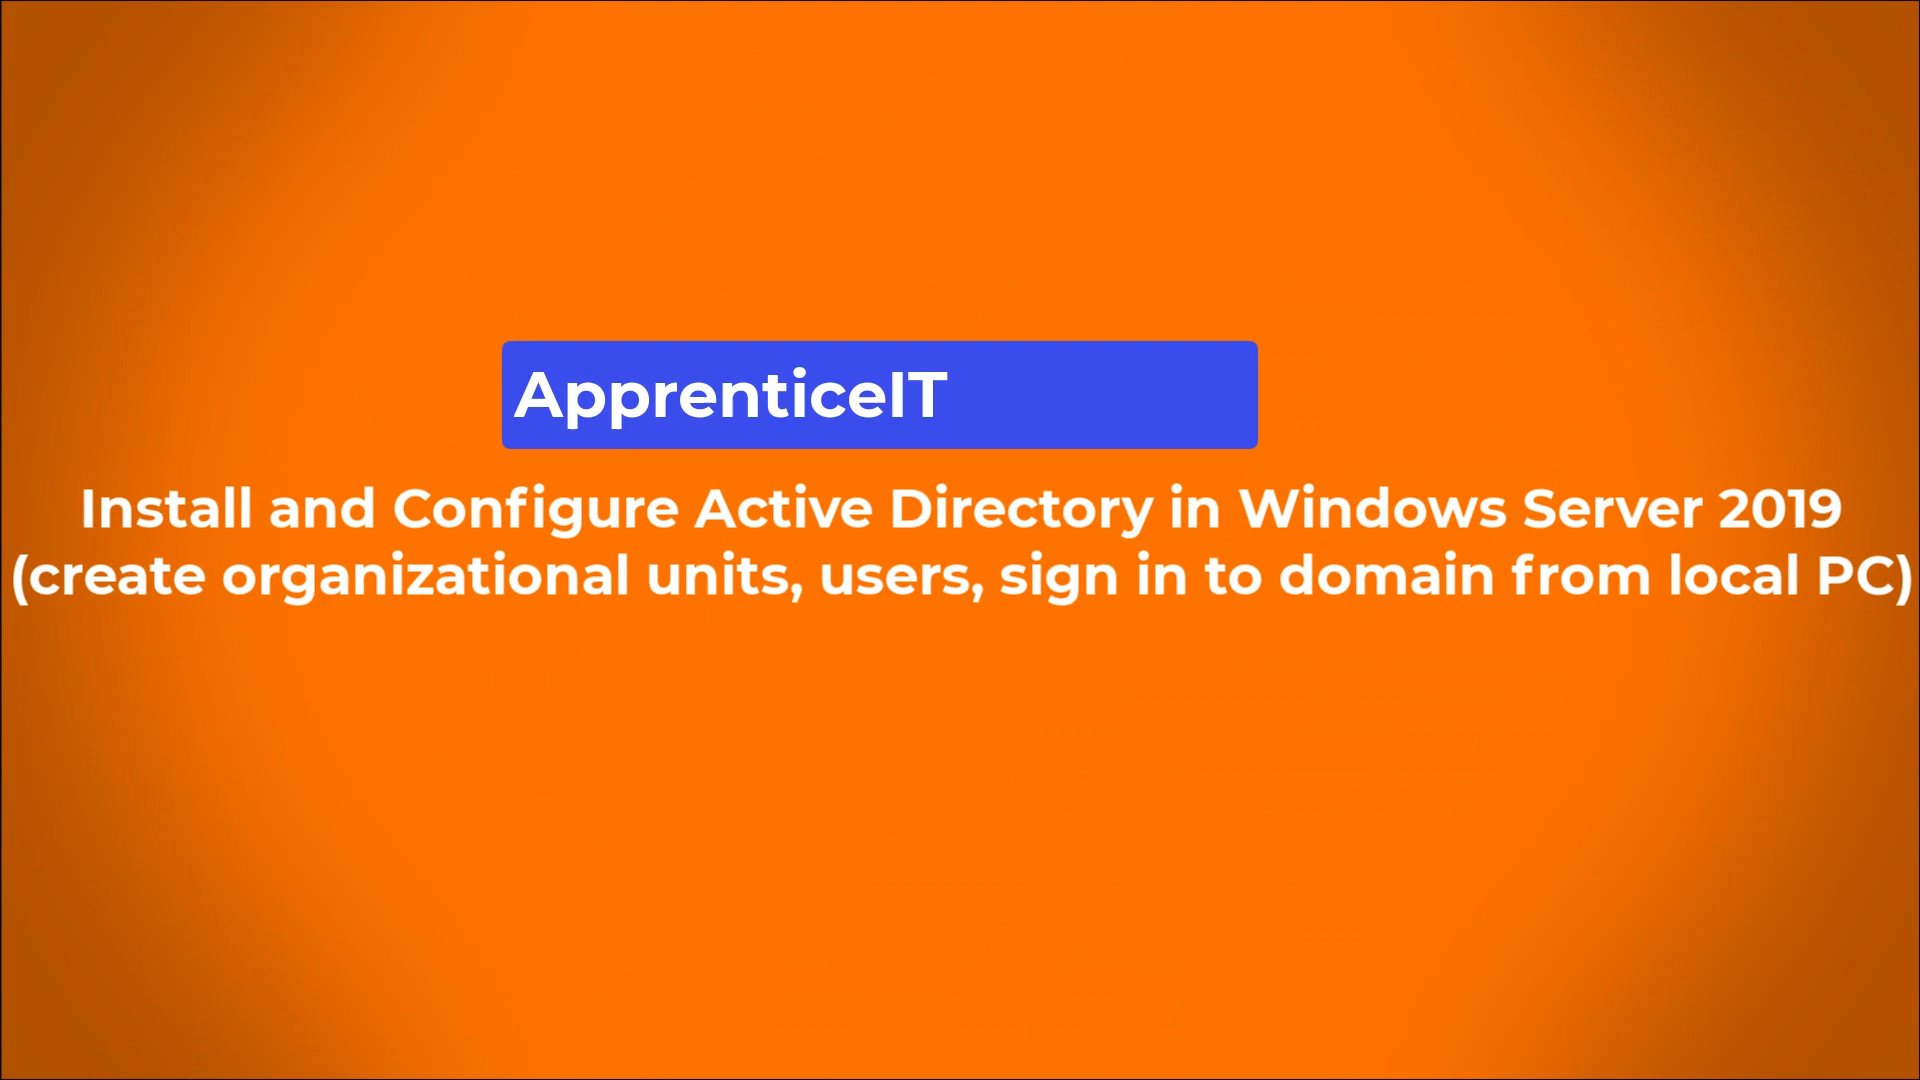 ApprenticeIT
Install and Configure Active Directory in Windows Server 2019
(create organizational units, users, sign in to domain from local PC)